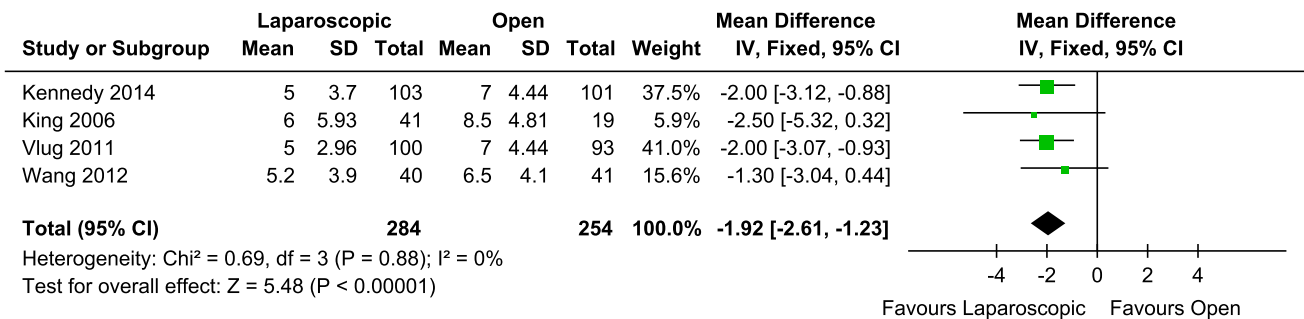 Laparoscopic Open Mean Difference Mean Difference
Study or Subgroup Mean SD Total Mean SD Total Weight IV, Fixed, 95% CI IV, Fixed, 95% CI
Kennedy 2014 5 3.7 103 7 4.44 101 37.5% -2.00 [-3.12, -0.88]
King 2006 6 5.93 41 8.5 4.81 19 5.9% -2.50 [-5.32, 0.32]
Vlug 2011 5 2.96 100 7 4.44 93 41.0% -2.00 [-3.07, -0.93]
Wang 2012 5.2 3.9 40 6.5 4.1 41 15.6% -1.30 [-3.04, 0.44]
Total (95% CI) 284 254 100.0% -1.92 [-2.61, -1.23]
Heterogeneity: Chi² = 0.69, df = 3 (P = 0.88); I² = 0%
Test for overall effect: Z = 5.48 (P < 0.00001)
-4 -2 0 2 4
Favours Laparoscopic Favours Open